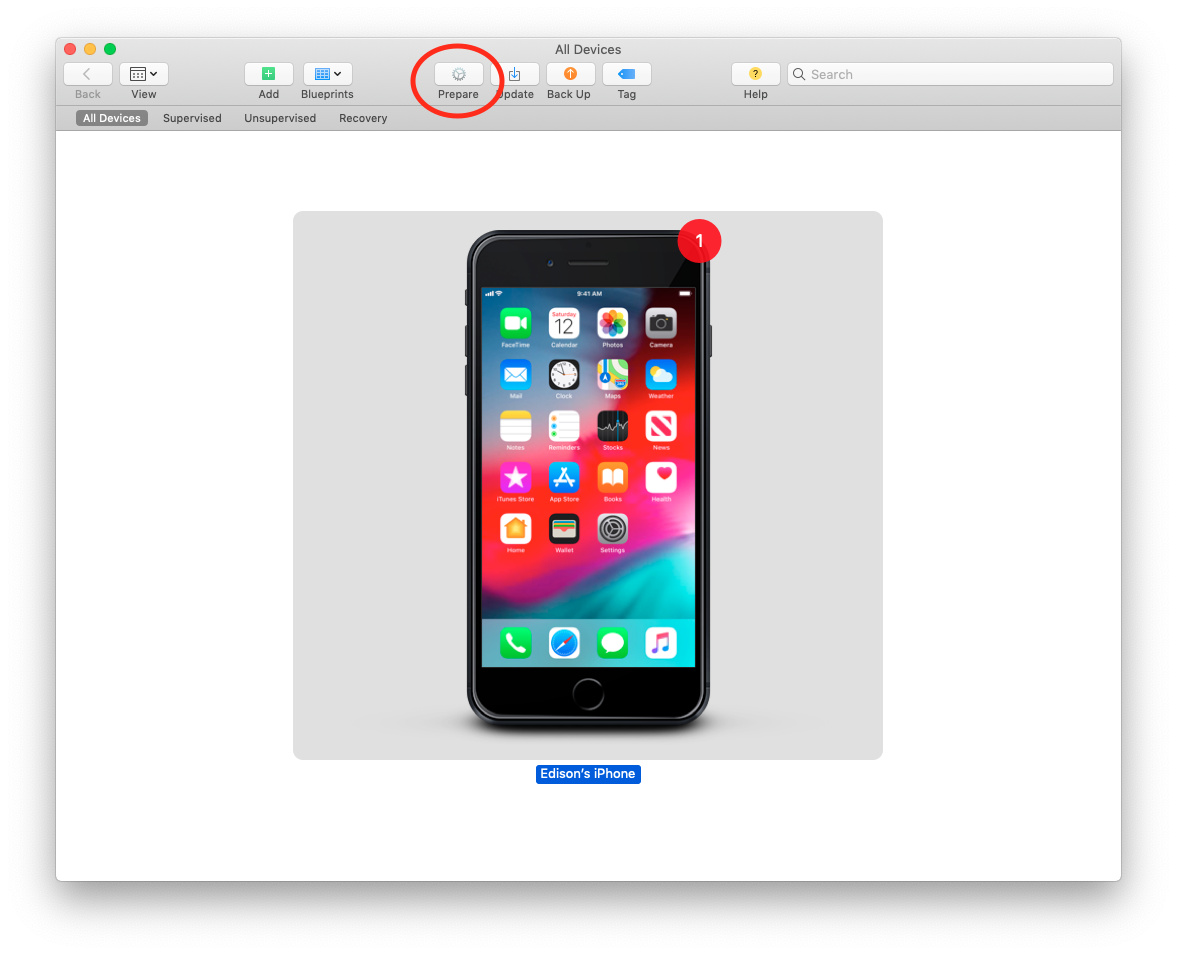 All Devices
Back
View
Add
Blueprints
Prepare
Update
Back Up
Tag
?
Help
Search
All Devices
Supervised
Unsupervised
Recovery
1
9:41 AM
Saturday
12
FaceTime
Calendar
Photos
Camera
Mail
Clock
Maps
Weather
Notes
Reminders
Stocks
News
iTunes Store
App Store
Books
Health
Home
Wallet
Settings
Edison's iPhone